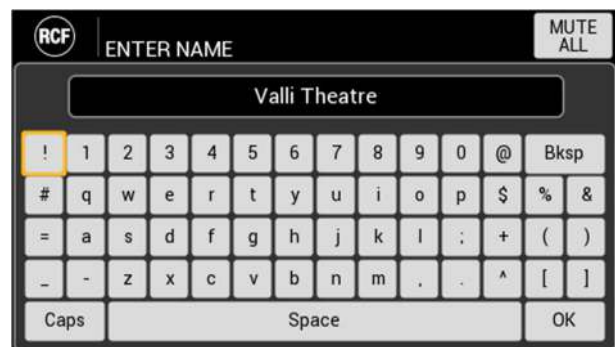 RCF
ENTER NAME
MUTE
ALL
Valli Theatre
! 1 2 3 4 5 6 7 8 9 0 @ Bksp
# q w e r t y u i o p $ % &
= a s d f g h j k l : + ( )
_ - z x c v b n m , . ^ [ ]
Caps Space OK